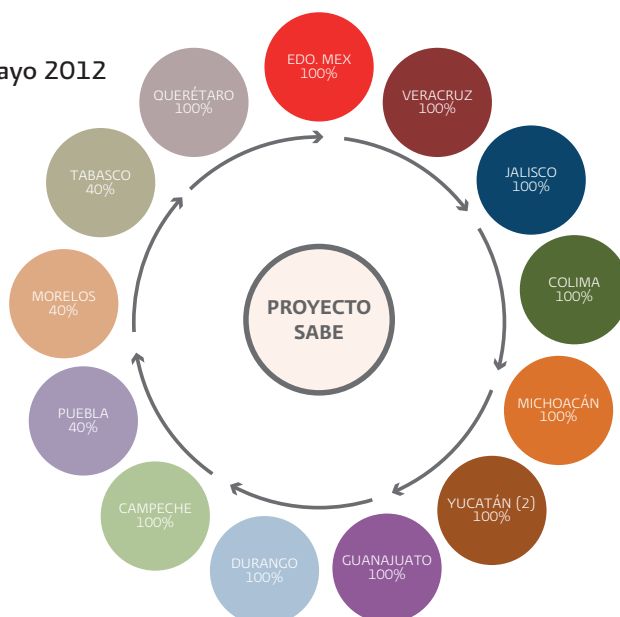 ayo 2012
EDO. MEX
100%
VERACRUZ
100%
JALISCO
100%
COLIMA
100%
MICHOACÁN
100%
YUCATÁN (2)
100%
GUANAJUATO
100%
DURANGO
100%
CAMPECHE
100%
PUEBLA
40%
MORELOS
40%
TABASCO
40%
QUERÉTARO
100%
PROYECTO
SABE